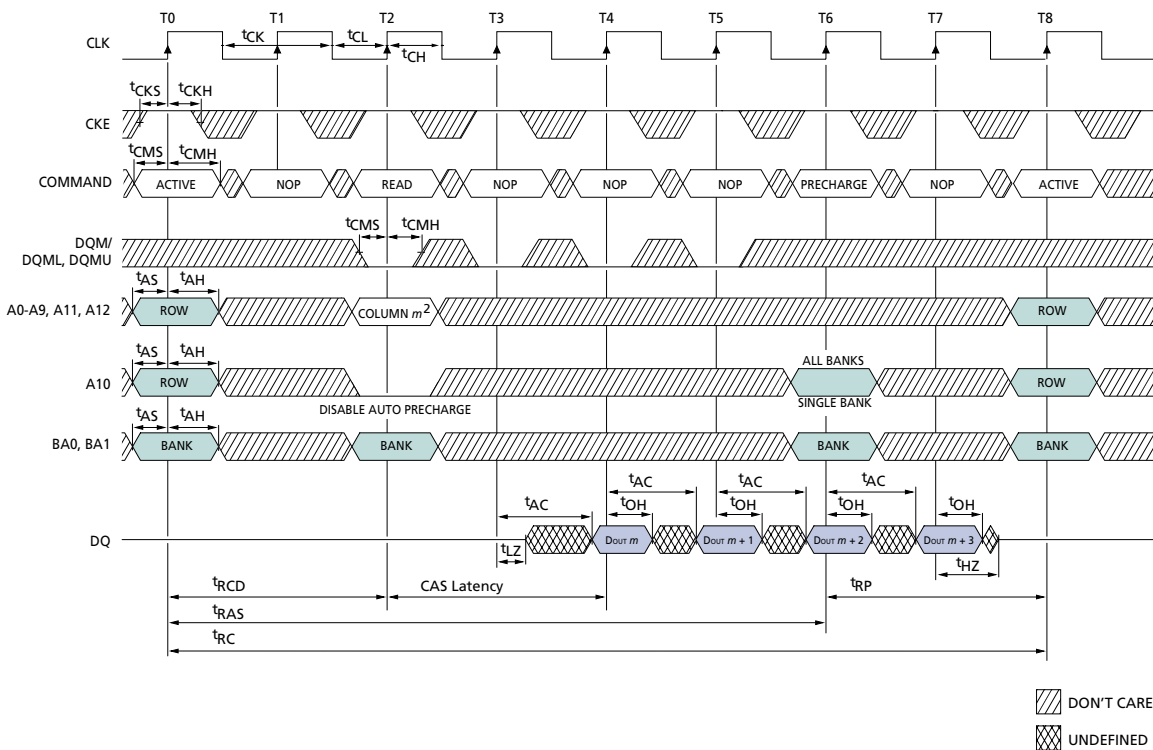 T0 T1 T2 T3 T4 T5 T6 T7 T8
CLK
tCK tCL tCH
tCKS tCKH
CKE
tCMS tCMH
COMMAND ACTIVE NOP READ NOP NOP NOP PRECHARGE NOP ACTIVE
tCMS tCMH
DQM/
DQML, DQMU
tAS tAH
A0-A9, A11, A12 ROW COLUMN m2 ROW
tAS tAH ALL BANKS
A10 ROW ROW
DISABLE AUTO PRECHARGE SINGLE BANK
tAS tAH
BA0, BA1 BANK BANK BANK BANK
tAC tAC tAC tAC
tOH tOH tOH tOH
DQ DOUT m DOUT m + 1 DOUT m + 2 DOUT m + 3
tLZ tHZ
tRCD CAS Latency tRP
tRAS
tRC
DON'T CARE
UNDEFINED